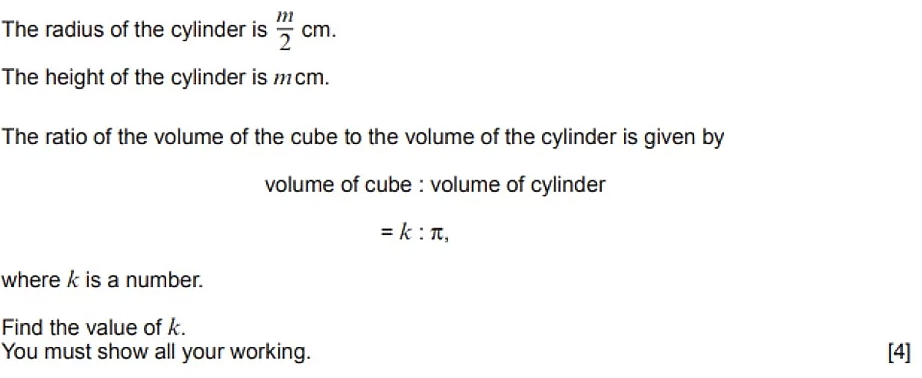 The radius of the cylinder is m/2 cm.
The height of the cylinder is m cm.
The ratio of the volume of the cube to the volume of the cylinder is given by
volume of cube : volume of cylinder
= k : π,
where k is a number.
Find the value of k.
You must show all your working. [4]